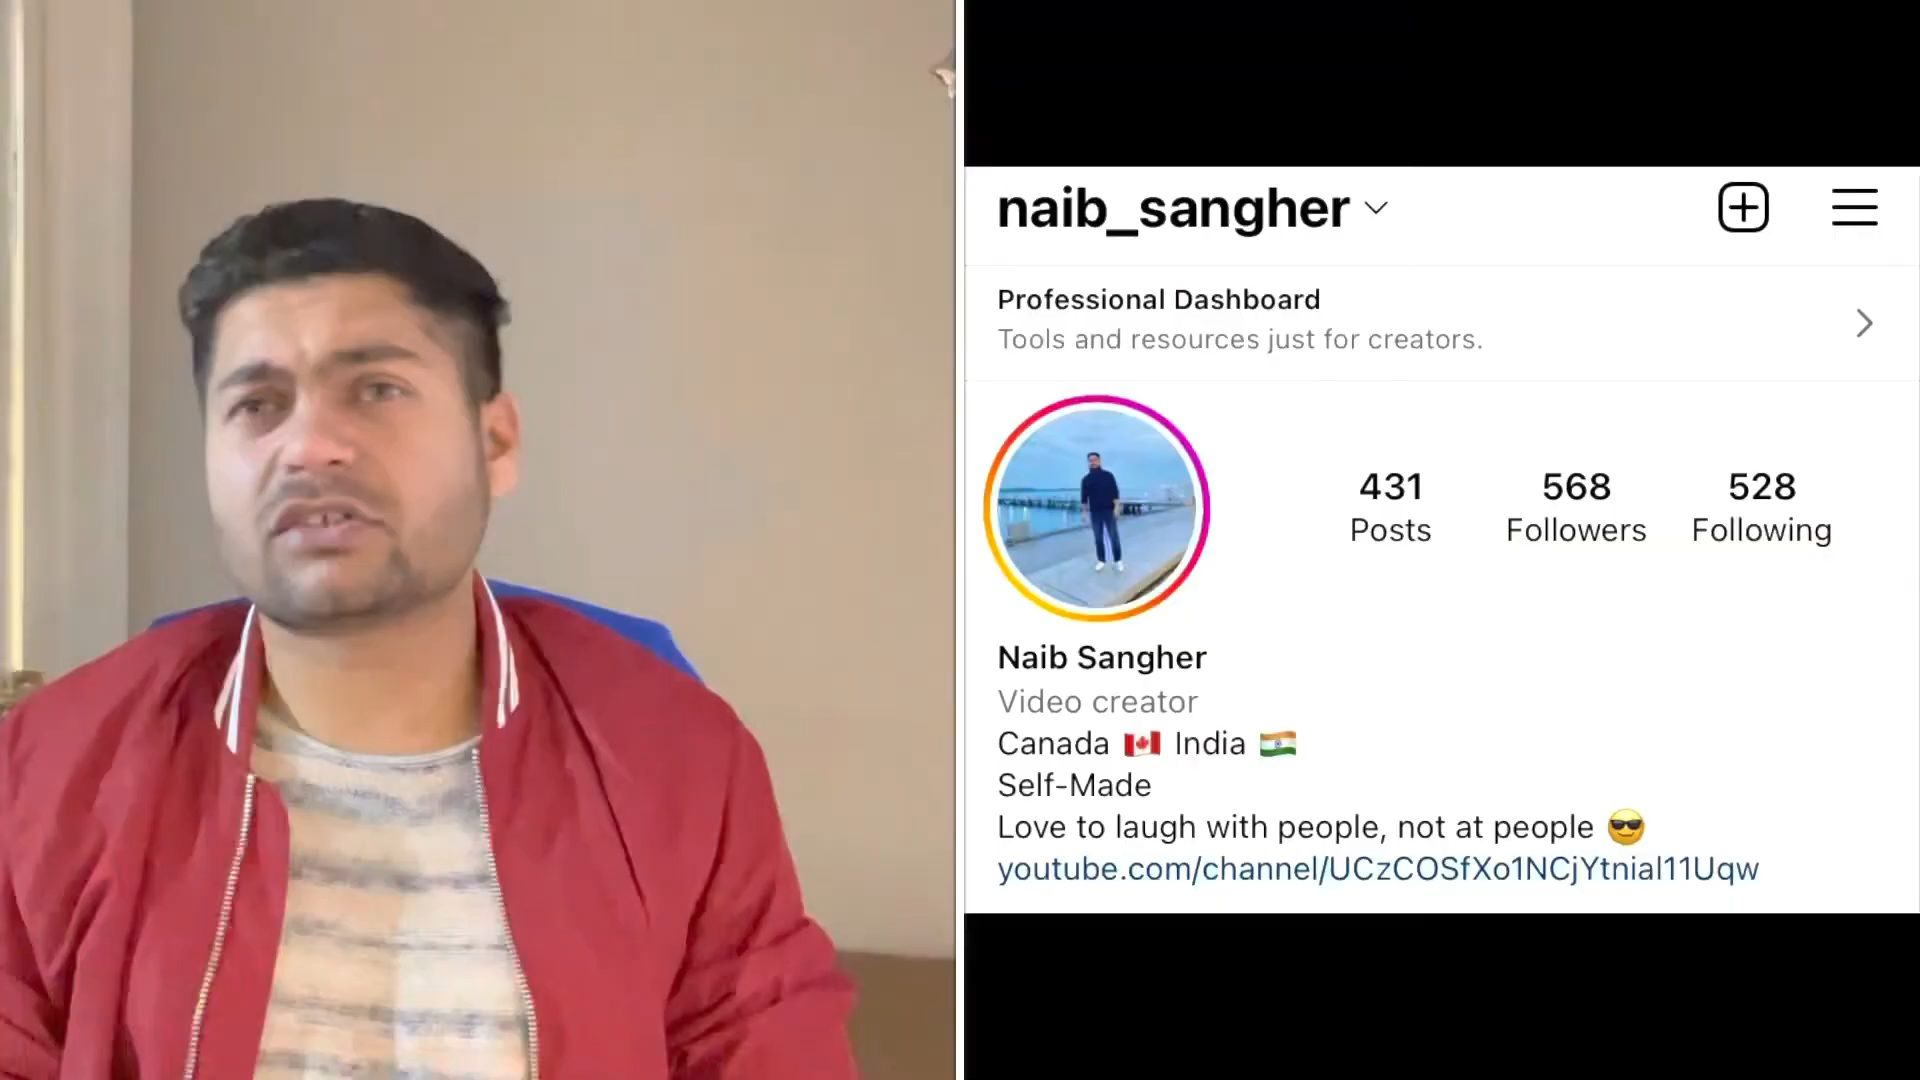 naib_sangher
Professional Dashboard
Tools and resources just for creators.
431 568 528
Posts Followers Following
Naib Sangher
Video creator
Canada 🇨🇦 India 🇮🇳
Self-Made
Love to laugh with people, not at people 😎
youtube.com/channel/UCzCOSfXo1NCjYtnial11Uqw